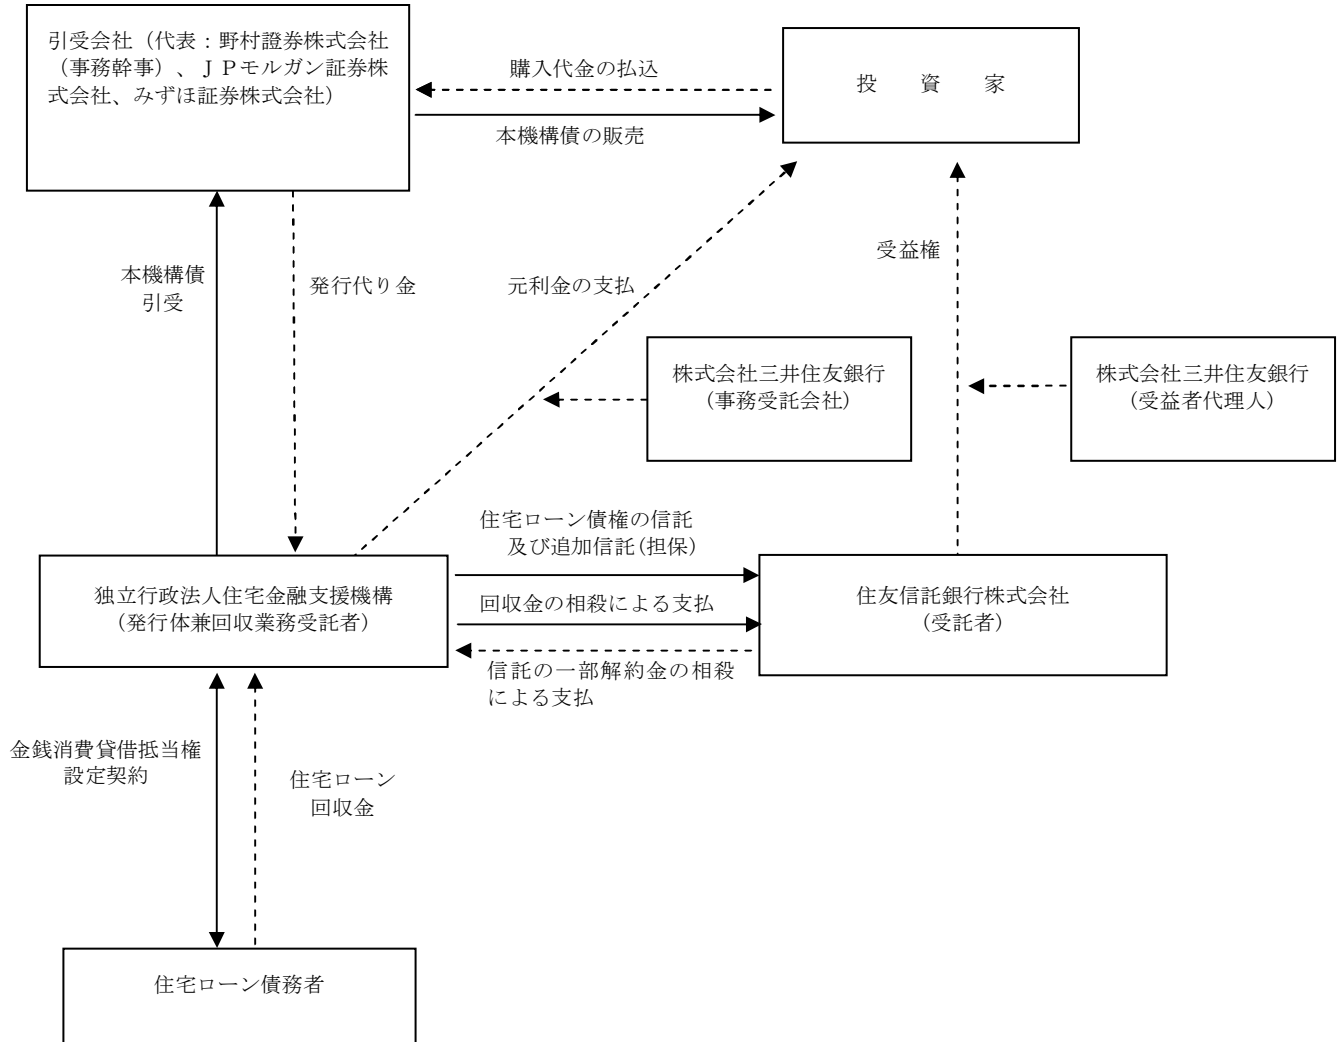 引受会社（代表：野村證券株式会社
（事務幹事）、ＪＰモルガン証券株
式会社、みずほ証券株式会社）
購入代金の払込
投　資　家
本機構債の販売
本機構債
引受
発行代り金
元利金の支払
受益権
株式会社三井住友銀行
（事務受託会社）
株式会社三井住友銀行
（受益者代理人）
住宅ローン債権の信託
及び追加信託(担保)
独立行政法人住宅金融支援機構
（発行体兼回収業務受託者）
回収金の相殺による支払
住友信託銀行株式会社
（受託者）
信託の一部解約金の相殺
による支払
金銭消費貸借抵当権
設定契約
住宅ローン
回収金
住宅ローン債務者